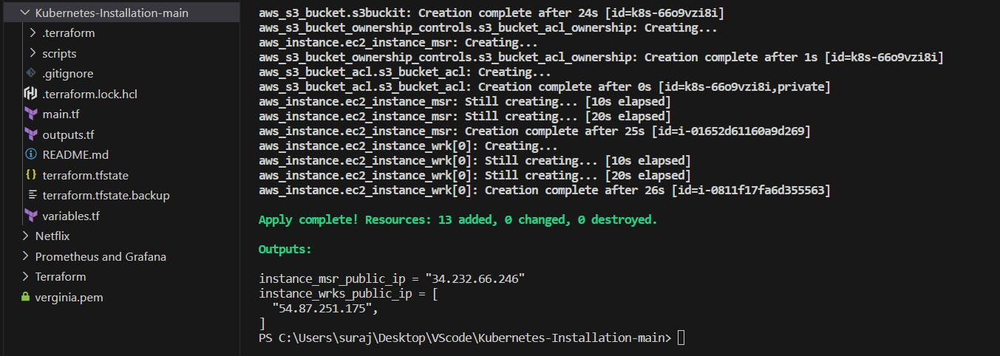 Kubernetes-Installation-main
.terraform
scripts
.gitignore
.terraform.lock.hcl
main.tf
outputs.tf
README.md
terraform.tfstate
terraform.tfstate.backup
variables.tf
Netflix
Prometheus and Grafana
Terraform
verginia.pem
aws_s3_bucket.s3buckit: Creation complete after 24s [id=k8s-66o9vzi8i]
aws_s3_bucket_ownership_controls.s3_bucket_acl_ownership: Creating...
aws_instance.ec2_instance_msr: Creating...
aws_s3_bucket_ownership_controls.s3_bucket_acl_ownership: Creation complete after 1s [id=k8s-66o9vzi8i]
aws_s3_bucket_acl.s3_bucket_acl: Creating...
aws_s3_bucket_acl.s3_bucket_acl: Creation complete after 0s [id=k8s-66o9vzi8i,private]
aws_instance.ec2_instance_msr: Still creating... [10s elapsed]
aws_instance.ec2_instance_msr: Still creating... [20s elapsed]
aws_instance.ec2_instance_msr: Creation complete after 25s [id=i-01652d61160a9d269]
aws_instance.ec2_instance_wrk[0]: Creating...
aws_instance.ec2_instance_wrk[0]: Still creating... [10s elapsed]
aws_instance.ec2_instance_wrk[0]: Still creating... [20s elapsed]
aws_instance.ec2_instance_wrk[0]: Creation complete after 26s [id=i-0811f17fa6d355563]
Apply complete! Resources: 13 added, 0 changed, 0 destroyed.
Outputs:
instance_msr_public_ip = "34.232.66.246"
instance_wrks_public_ip = [
"54.87.251.175",
]
PS C:\Users\suraj\Desktop\VScode\Kubernetes-Installation-main>